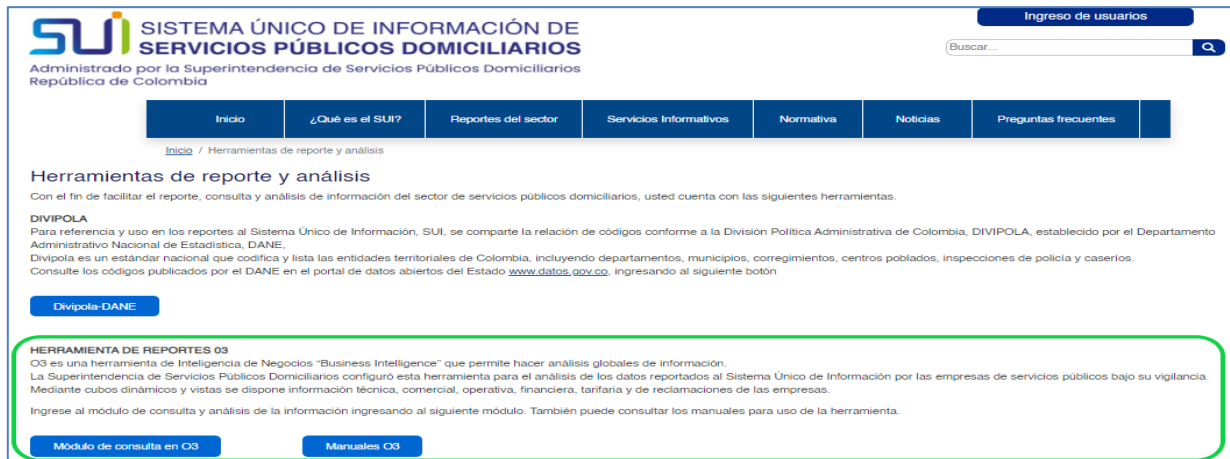 Ingreso de usuarios
sui SISTEMA ÚNICO DE INFORMACIÓN DE
SERVICIOS PÚBLICOS DOMICILIARIOS
Buscar...
Administrado por la Superintendencia de Servicios Públicos Domiciliarios
República de Colombia
Inicio ¿Qué es el SUI? Reportes del sector Servicios Informativos Normativa Noticias Preguntas frecuentes
Inicio / Herramientas de reporte y análisis
Herramientas de reporte y análisis
Con el fin de facilitar el reporte, consulta y análisis de información del sector de servicios públicos domiciliarios, usted cuenta con las siguientes herramientas.
DIVIPOLA
Para referencia y uso en los reportes al Sistema Único de Información, SUI, se comparte la relación de códigos conforme a la División Política Administrativa de Colombia, DIVIPOLA, establecido por el Departamento
Administrativo Nacional de Estadística, DANE,
Divipola es un estándar nacional que codifica y lista las entidades territoriales de Colombia, incluyendo departamentos, municipios, corregimientos, centros poblados, inspecciones de policía y caseríos.
Consulte los códigos publicados por el DANE en el portal de datos abiertos del Estado www.datos.gov.co, ingresando al siguiente botón
Divipola-DANE
HERRAMIENTA DE REPORTES 03
O3 es una herramienta de Inteligencia de Negocios “Business Intelligence” que permite hacer análisis globales de información.
La Superintendencia de Servicios Públicos Domiciliarios configuró esta herramienta para el análisis de los datos reportados al Sistema Único de Información por las empresas de servicios públicos bajo su vigilancia.
Mediante cubos dinámicos y vistas se dispone información técnica, comercial, operativa, financiera, tarifaria y de reclamaciones de las empresas.
Ingrese al módulo de consulta y análisis de la información ingresando al siguiente módulo. También puede consultar los manuales para uso de la herramienta.
Módulo de consulta en O3 Manuales O3